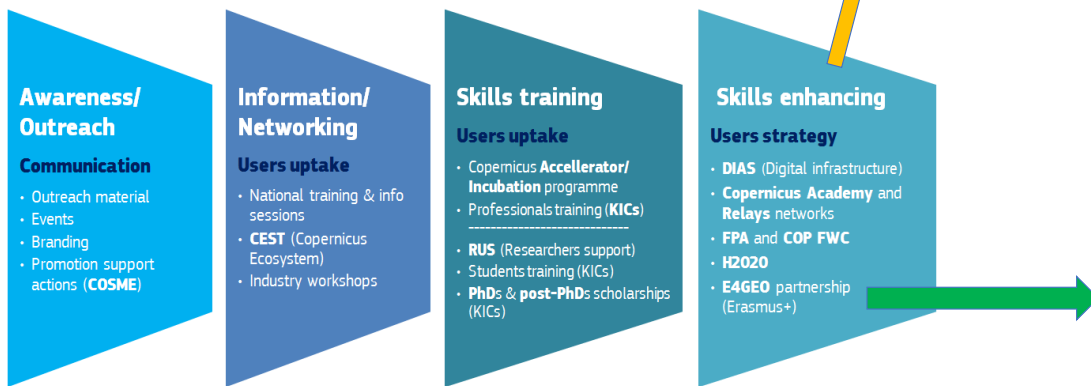 Awareness/
Outreach
Communication
• Outreach material
• Events
• Branding
• Promotion support
actions (COSME)
Information/
Networking
Users uptake
• National training & info
sessions
• CEST (Copernicus
Ecosystem)
• Industry workshops
Skills training
Users uptake
• Copernicus Accellerator/
Incubation programme
• Professionals training (KICs)
-----------------------------
• RUS (Researchers support)
• Students training (KICs)
• PhDs & post-PhDs scholarships
(KICs)
Skills enhancing
Users strategy
• DIAS (Digital infrastructure)
• Copernicus Academy and
Relays networks
• FPA and COP FWC
• H2020
• E4GEO partnership
(Erasmus+)